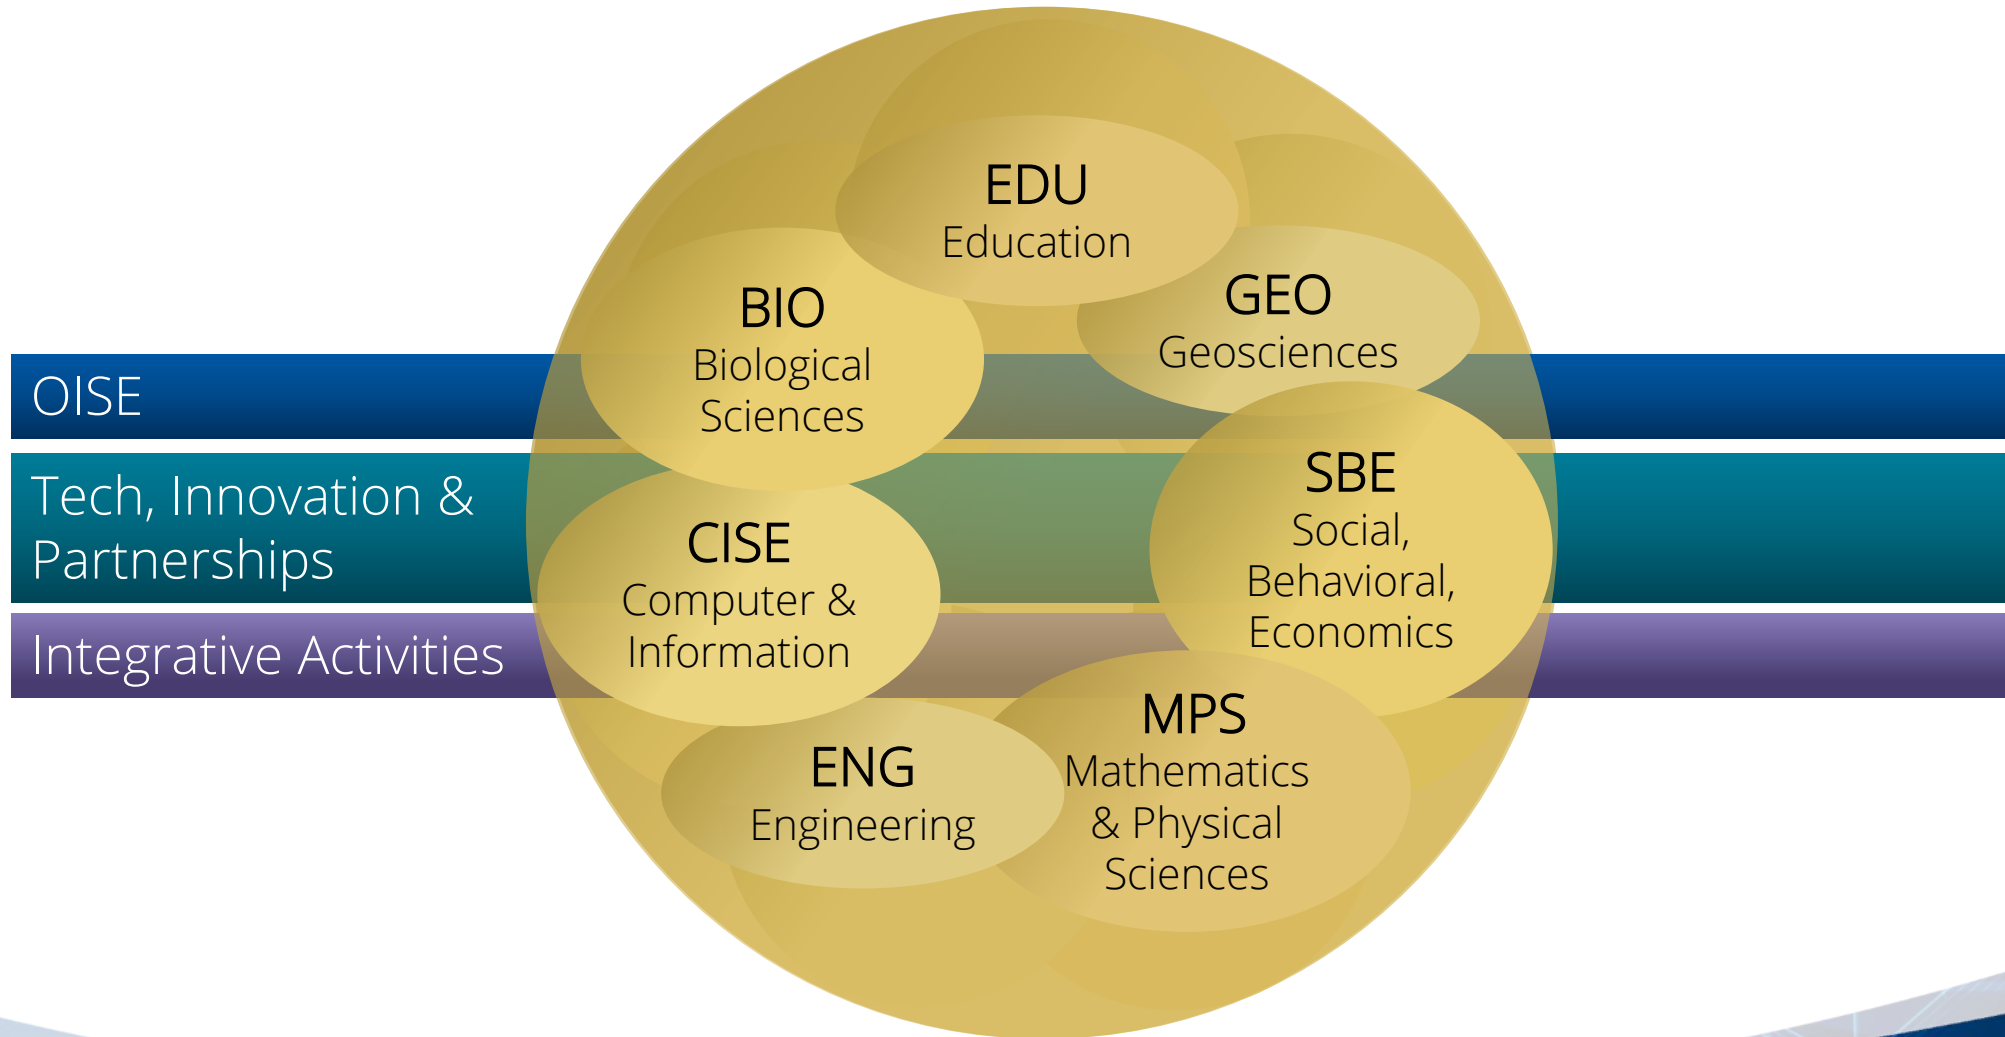 EDU
Education
BIO
Biological
Sciences
GEO
Geosciences
OISE
Tech, Innovation &
Partnerships
Integrative Activities
CISE
Computer &
Information
SBE
Social,
Behavioral,
Economics
ENG
Engineering
MPS
Mathematics
& Physical
Sciences